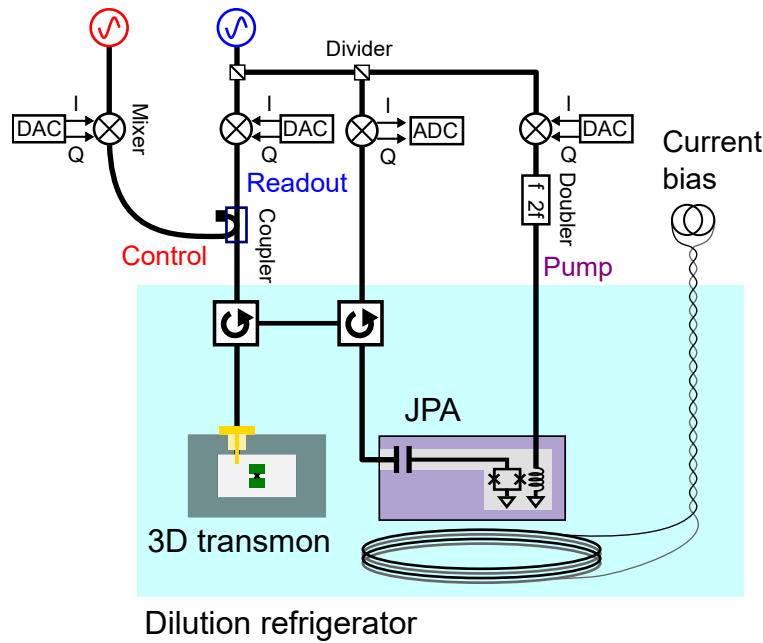 Divider
I
DAC
Q
Mixer
I
DAC
Q
I
ADC
Q
I
DAC
Q
Current
bias
Readout
f 2f
Doubler
Control
Coupler
Pump
JPA
3D transmon
Dilution refrigerator